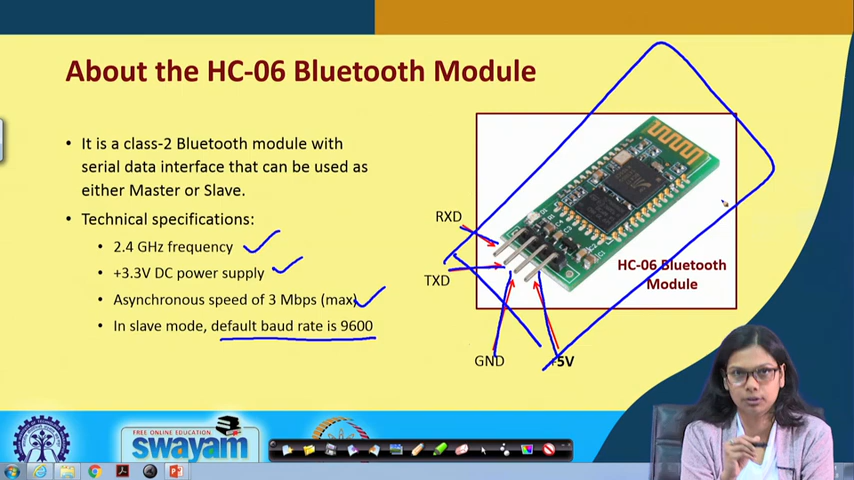 About the HC-06 Bluetooth Module
• It is a class-2 Bluetooth module with
serial data interface that can be used as
either Master or Slave.
• Technical specifications:
• 2.4 GHz frequency
• +3.3V DC power supply
• Asynchronous speed of 3 Mbps (max)
• In slave mode, default baud rate is 9600
RXD
TXD
GND
+5V
HC-06 Bluetooth
Module
FREE ONLINE EDUCATION
swayam